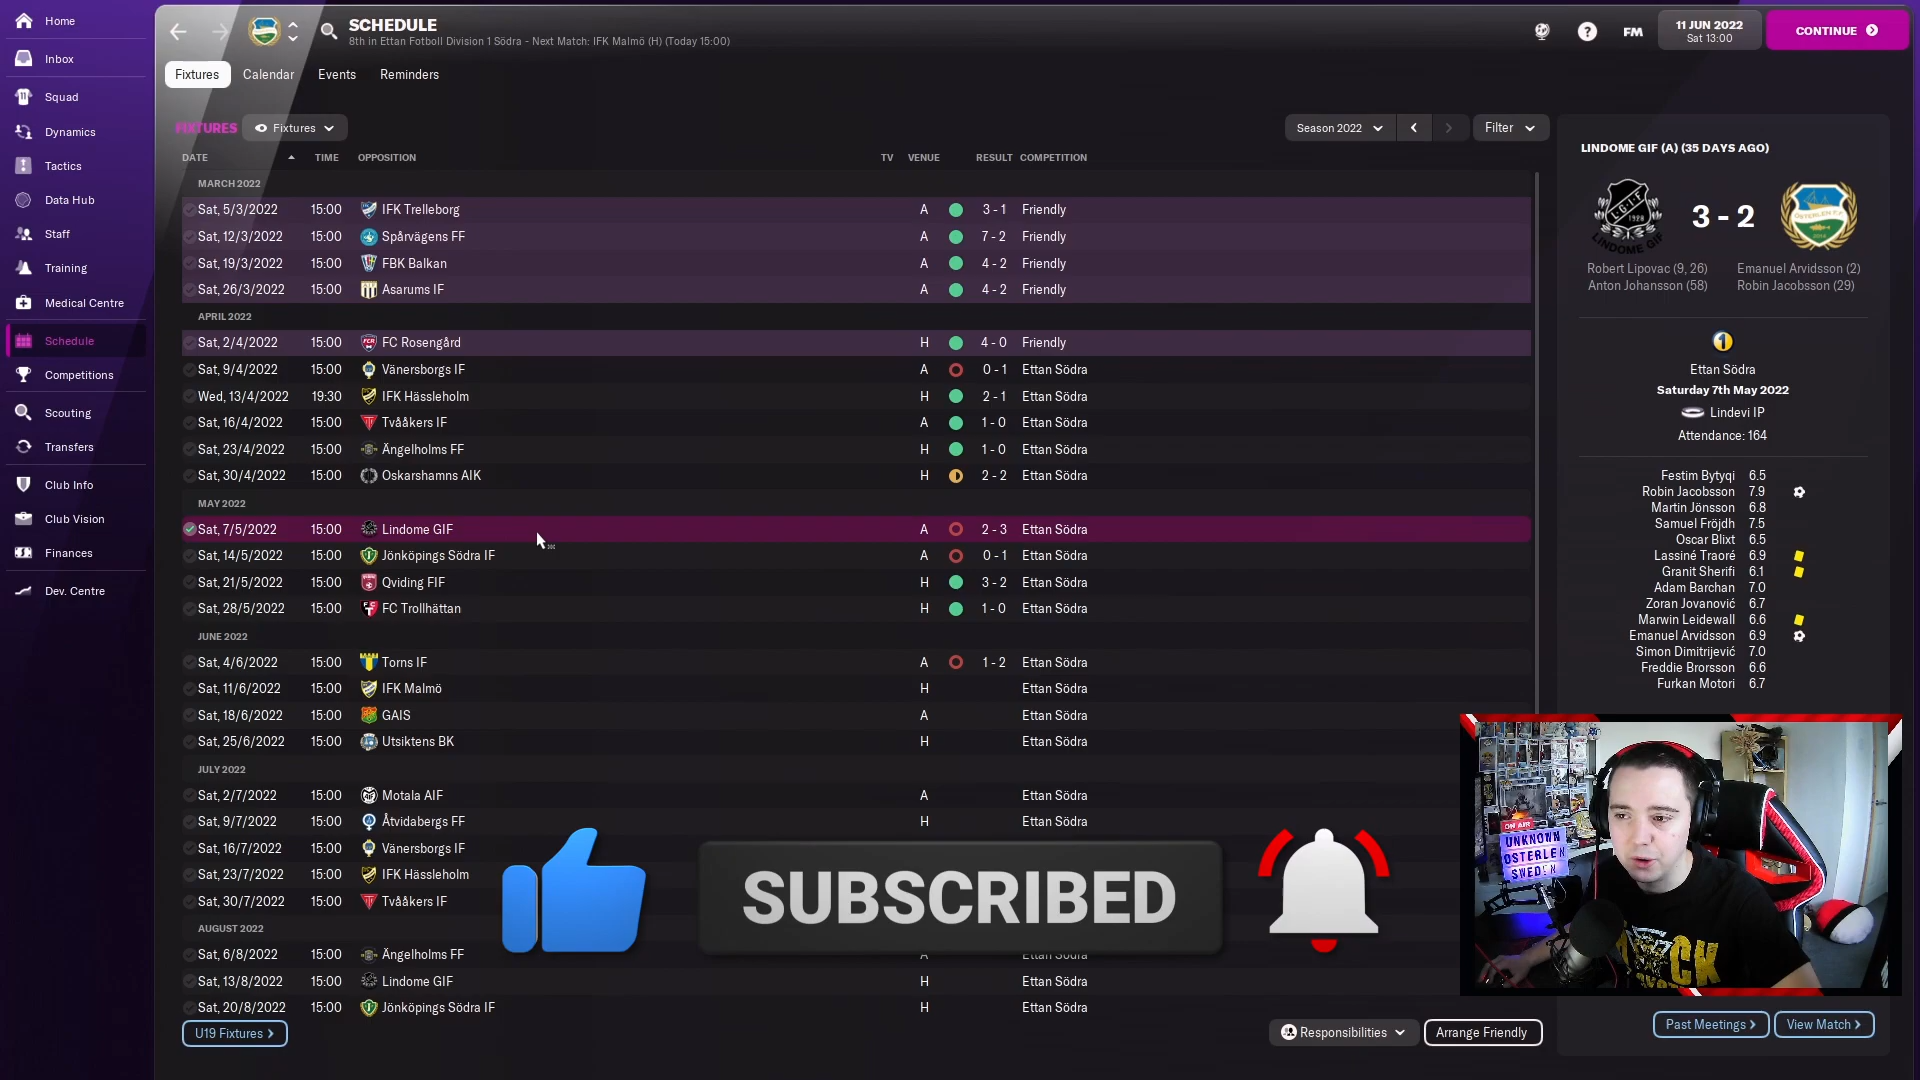 Home
Inbox
Squad
Dynamics
Tactics
Data Hub
Staff
Training
Medical Centre
Schedule
Competitions
Scouting
Transfers
Club Info
Club Vision
Finances
Dev. Centre
SCHEDULE
8th in Ettan Fotboll Division 1 Södra - Next Match: IFK Malmö (H) (Today 15:00)
FM
11 JUN 2022
Sat 13:00
CONTINUE
Fixtures Calendar Events Reminders
FIXTURES Fixtures
Season 2022 Filter
DATE TIME OPPOSITION TV VENUE RESULT COMPETITION
MARCH 2022
Sat, 5/3/2022 15:00 IFK Trelleborg A 3 - 1 Friendly
Sat, 12/3/2022 15:00 Spårvägens FF A 7 - 2 Friendly
Sat, 19/3/2022 15:00 FBK Balkan A 4 - 2 Friendly
Sat, 26/3/2022 15:00 Asarums IF A 4 - 2 Friendly
APRIL 2022
Sat, 2/4/2022 15:00 FC Rosengård H 4 - 0 Friendly
Sat, 9/4/2022 15:00 Vänersborgs IF A 0 - 1 Ettan Södra
Wed, 13/4/2022 19:30 IFK Hässleholm H 2 - 1 Ettan Södra
Sat, 16/4/2022 15:00 Tvååkers IF A 1 - 0 Ettan Södra
Sat, 23/4/2022 15:00 Ängelholms FF H 1 - 0 Ettan Södra
Sat, 30/4/2022 15:00 Oskarshamns AIK H 2 - 2 Ettan Södra
MAY 2022
Sat, 7/5/2022 15:00 Lindome GIF A 2 - 3 Ettan Södra
Sat, 14/5/2022 15:00 Jönköpings Södra IF A 0 - 1 Ettan Södra
Sat, 21/5/2022 15:00 Qviding FIF H 3 - 2 Ettan Södra
Sat, 28/5/2022 15:00 FC Trollhättan H 1 - 0 Ettan Södra
JUNE 2022
Sat, 4/6/2022 15:00 Torns IF A 1 - 2 Ettan Södra
Sat, 11/6/2022 15:00 IFK Malmö H Ettan Södra
Sat, 18/6/2022 15:00 GAIS A Ettan Södra
Sat, 25/6/2022 15:00 Utsiktens BK H Ettan Södra
JULY 2022
Sat, 2/7/2022 15:00 Motala AIF A Ettan Södra
Sat, 9/7/2022 15:00 Åtvidabergs FF H Ettan Södra
Sat, 16/7/2022 15:00 Vänersborgs IF
Sat, 23/7/2022 15:00 IFK Hässleholm
Sat, 30/7/2022 15:00 Tvååkers IF
AUGUST 2022
Sat, 6/8/2022 15:00 Ängelholms FF A Ettan Södra
Sat, 13/8/2022 15:00 Lindome GIF H Ettan Södra
Sat, 20/8/2022 15:00 Jönköpings Södra IF H Ettan Södra
SUBSCRIBED
U19 Fixtures
Responsibilities Arrange Friendly
LINDOME GIF (A) (35 DAYS AGO)
L.G.I.F
1928
LINDOME GIF
3 - 2
ÖSTERLEN F.F.
Robert Lipovac (9, 26) Emanuel Arvidsson (2)
Anton Johansson (58) Robin Jacobsson (29)
1
Ettan Södra
Saturday 7th May 2022
Lindevi IP
Attendance: 164
Festim Bytyqi 6.5
Robin Jacobsson 7.9
Martin Jönsson 6.8
Samuel Fröjdh 7.5
Oscar Blixt 6.5
Lassiné Traoré 6.9
Granit Sherifi 6.1
Adam Barchan 7.0
Zoran Jovanović 6.7
Marwin Leidewall 6.6
Emanuel Arvidsson 6.9
Simon Dimitrijević 7.0
Freddie Brorsson 6.6
Furkan Motori 6.7
ON AIR
UNKNOWN
OSTERLEN
SWEDEN
Past Meetings View Match